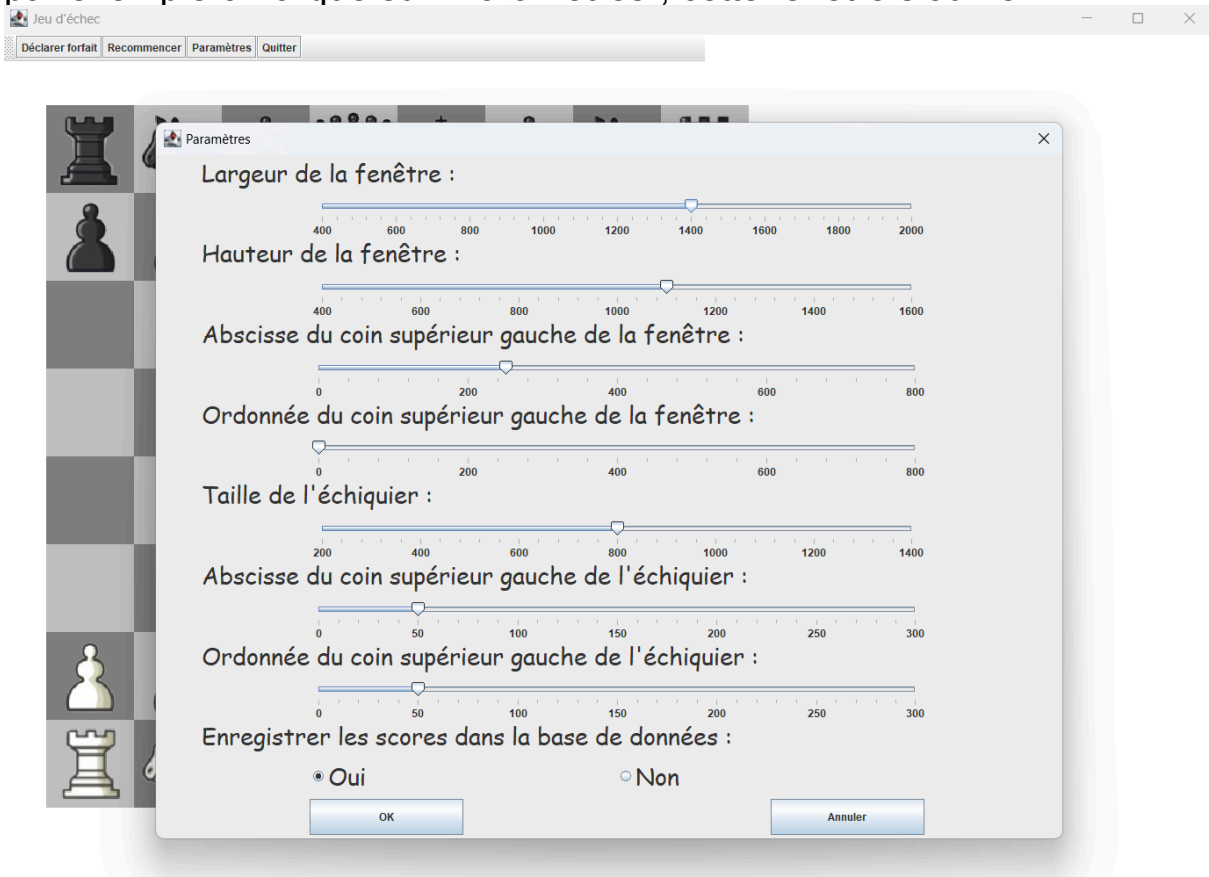 Jeu d'échec
Déclarer forfait Recommencer Paramètres Quitter
Paramètres
Largeur de la fenêtre :
400 600 800 1000 1200 1400 1600 1800 2000
Hauteur de la fenêtre :
400 600 800 1000 1200 1400 1600
Abscisse du coin supérieur gauche de la fenêtre :
0 200 400 600 800
Ordonnée du coin supérieur gauche de la fenêtre :
0 200 400 600 800
Taille de l'échiquier :
200 400 600 800 1000 1200 1400
Abscisse du coin supérieur gauche de l'échiquier :
0 50 100 150 200 250 300
Ordonnée du coin supérieur gauche de l'échiquier :
0 50 100 150 200 250 300
Enregistrer les scores dans la base de données :
Oui Non
OK Annuler